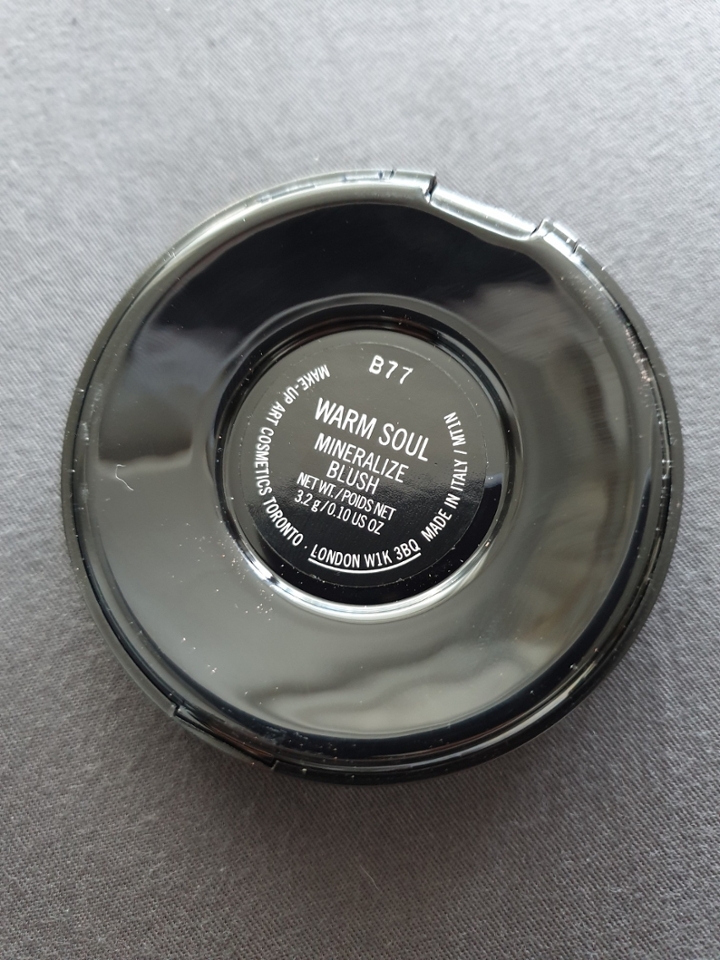 B77
WARM SOUL
MINERALIZE
BLUSH
NET WT./POIDS NET
3.2 g/0.10 US OZ
MAKE-UP ART COSMETICS TORONTO · LONDON W1K 3BQ MADE IN ITALY / MT1N